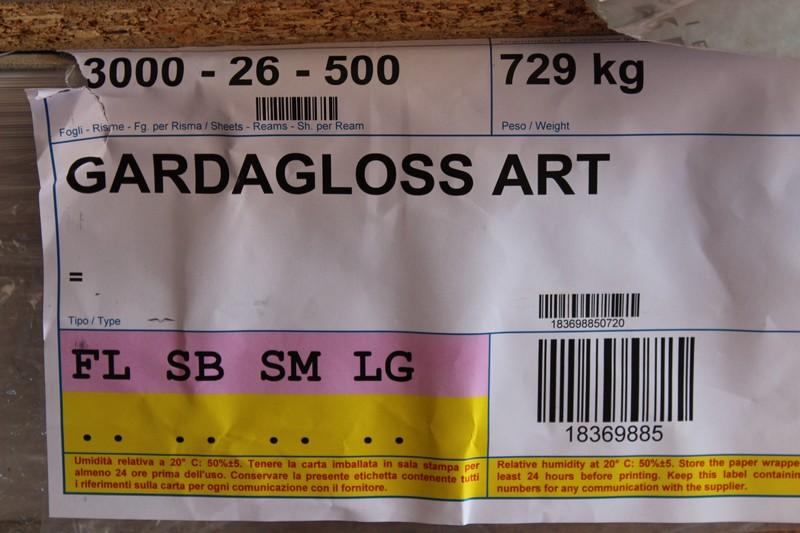 3000 - 26 - 500
729 kg
Fogli - Risme - Fg. per Risma / Sheets - Reams - Sh. per Ream
Peso / Weight
GARDAGLOSS ART
=
Tipo / Type
183698850720
FL SB SM LG
18369885
.. .. .. ..
Umidità relativa a 20° C: 50%±5. Tenere la carta imballata in sala stampa per
almeno 24 ore prima dell'uso. Conservare la presente etichetta contenente tutti
i riferimenti sulla carta per ogni comunicazione con il fornitore.
Relative humidity at 20° C: 50%±5. Store the paper wrappe
least 24 hours before printing. Keep this label containin
numbers for any communication with the supplier.